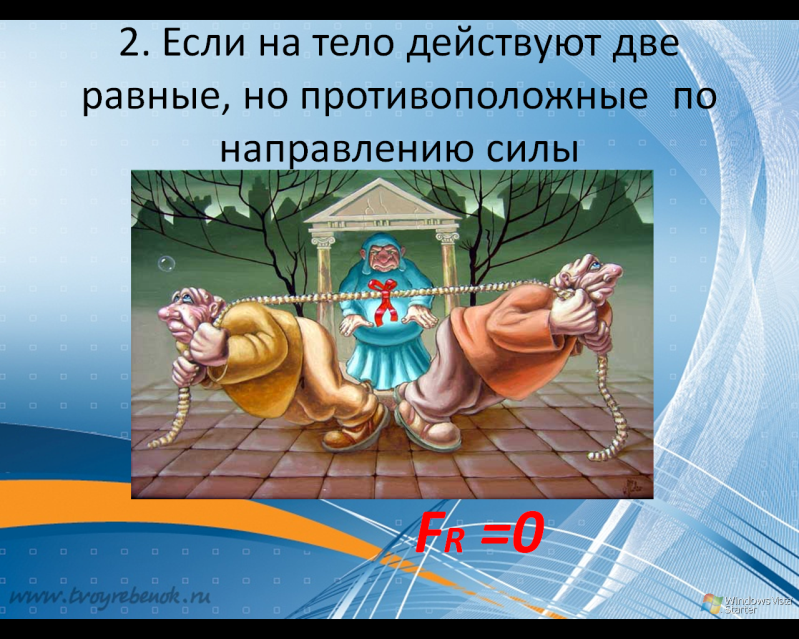 2. Если на тело действуют две
равные, но противоположные по
направлению силы
FR =0
www.tvoyrebenok.ru
Windows vista
Starter